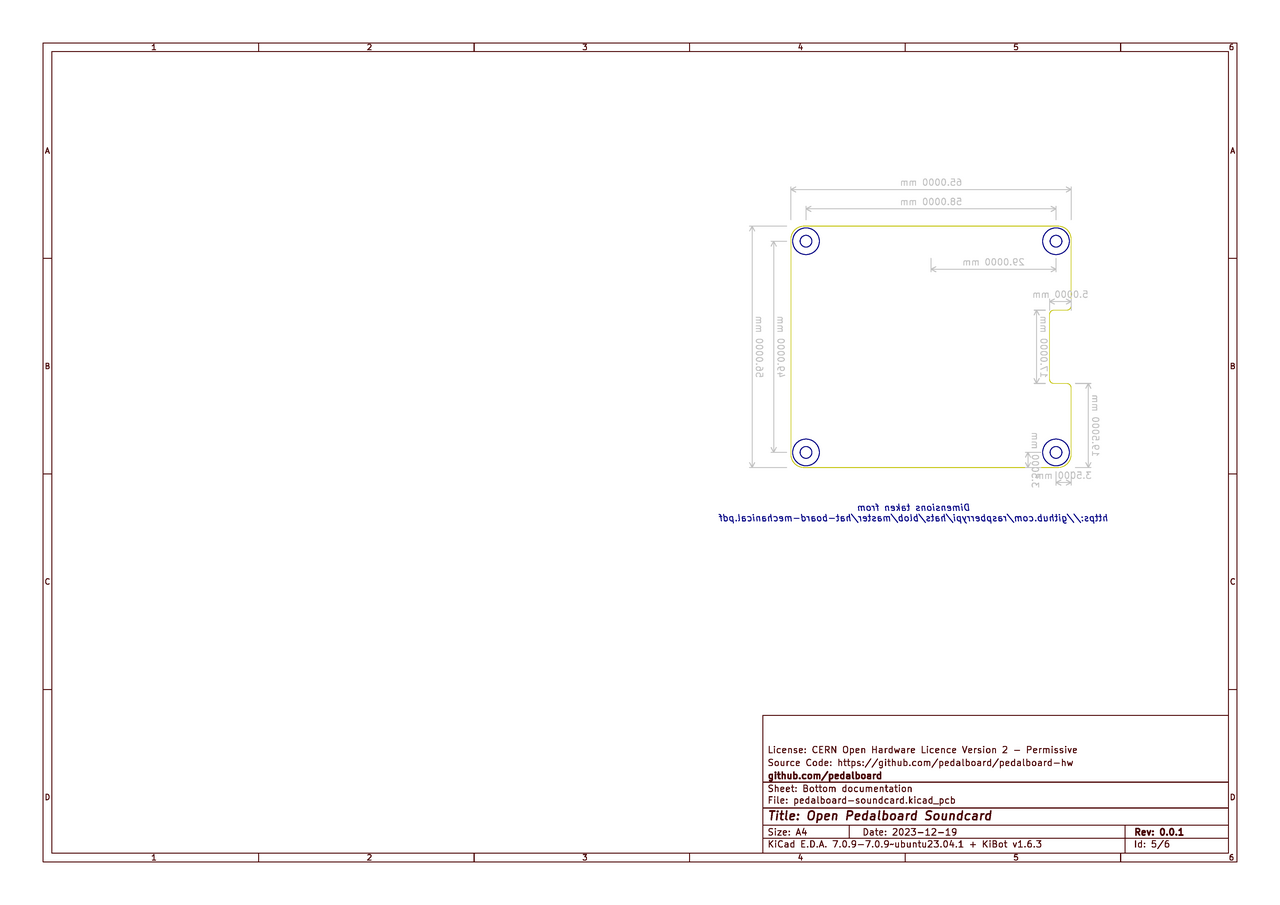 1 2 3 4 5 6
A A
65.0000 mm
58.0000 mm
29.0000 mm
5.0000 mm
56.0000 mm
49.0000 mm
17.0000 mm
B B
19.5000 mm
3.5000 mm
3.5000 mm
Dimensions taken from
https://github.com/raspberrypi/hats/blob/master/hat-board-mechanical.pdf
C C
License: CERN Open Hardware Licence Version 2 - Permissive
Source Code: https://github.com/pedalboard/pedalboard-hw
github.com/pedalboard
Sheet: Bottom documentation
D D
File: pedalboard-soundcard.kicad_pcb
Title: Open Pedalboard Soundcard
Size: A4 Date: 2023-12-19 Rev: 0.0.1
KiCad E.D.A. 7.0.9-7.0.9~ubuntu23.04.1 + KiBot v1.6.3 Id: 5/6
1 2 3 4 5 6